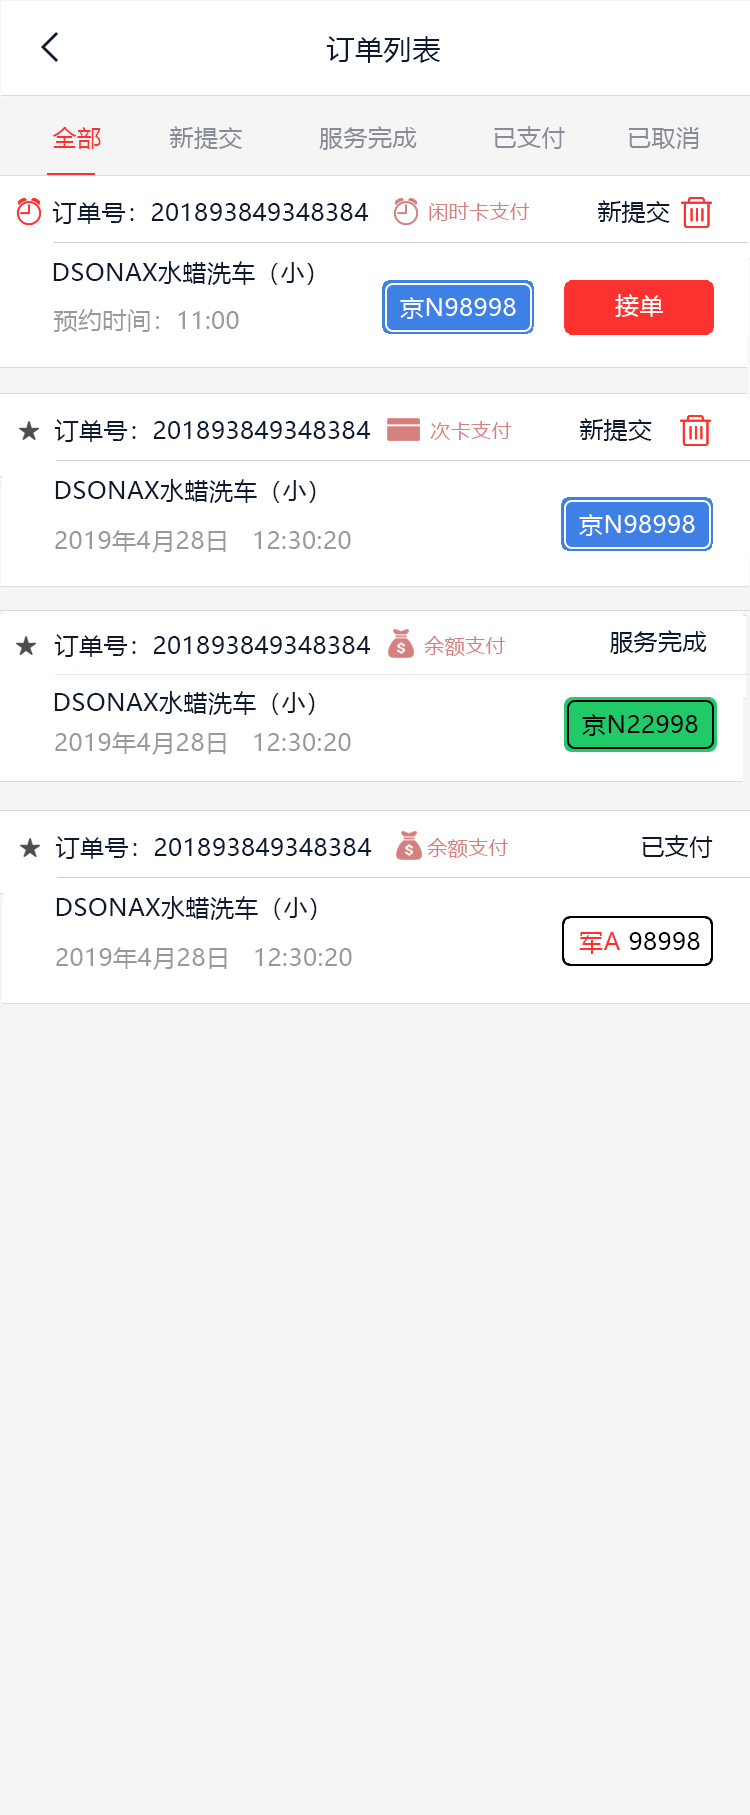 订单列表
全部 新提交 服务完成 已支付 已取消
订单号：201893849348384 闲时卡支付 新提交
DSONAX水蜡洗车（小）
预约时间：11:00 京N98998 接单
订单号：201893849348384 次卡支付 新提交
DSONAX水蜡洗车（小）
2019年4月28日 12:30:20 京N98998
订单号：201893849348384 余额支付 服务完成
DSONAX水蜡洗车（小）
2019年4月28日 12:30:20 京N22998
订单号：201893849348384 余额支付 已支付
DSONAX水蜡洗车（小）
2019年4月28日 12:30:20 军A 98998